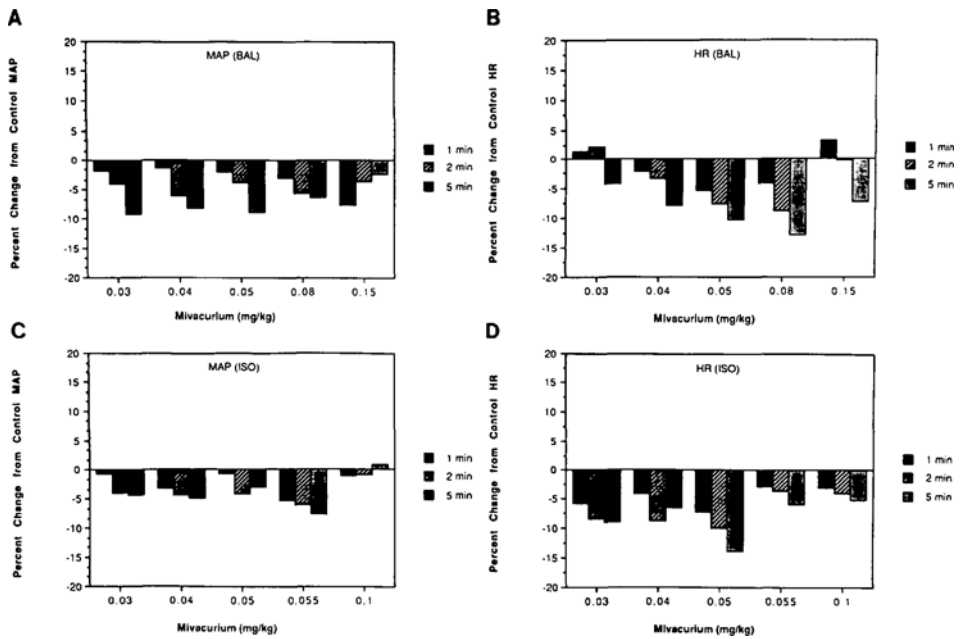 A
Percent Change from Control MAP
MAP (BAL)
20
15
10
5
0
-5
-10
-15
-20
0.03 0.04 0.05 0.08 0.15
Mivacurium (mg/kg)
1 min
2 min
5 min
B
Percent Change from Control HR
HR (BAL)
20
15
10
5
0
-5
-10
-15
-20
0.03 0.04 0.05 0.08 0.15
Mivacurium (mg/kg)
1 min
2 min
5 min
C
Percent Change from Control MAP
MAP (ISO)
20
15
10
5
0
-5
-10
-15
-20
0.03 0.04 0.05 0.055 0.1
Mivacurium (mg/kg)
1 min
2 min
5 min
D
Percent Change from Control HR
HR (ISO)
20
15
10
5
0
-5
-10
-15
-20
0.03 0.04 0.05 0.055 0.1
Mivacurium (mg/kg)
1 min
2 min
5 min